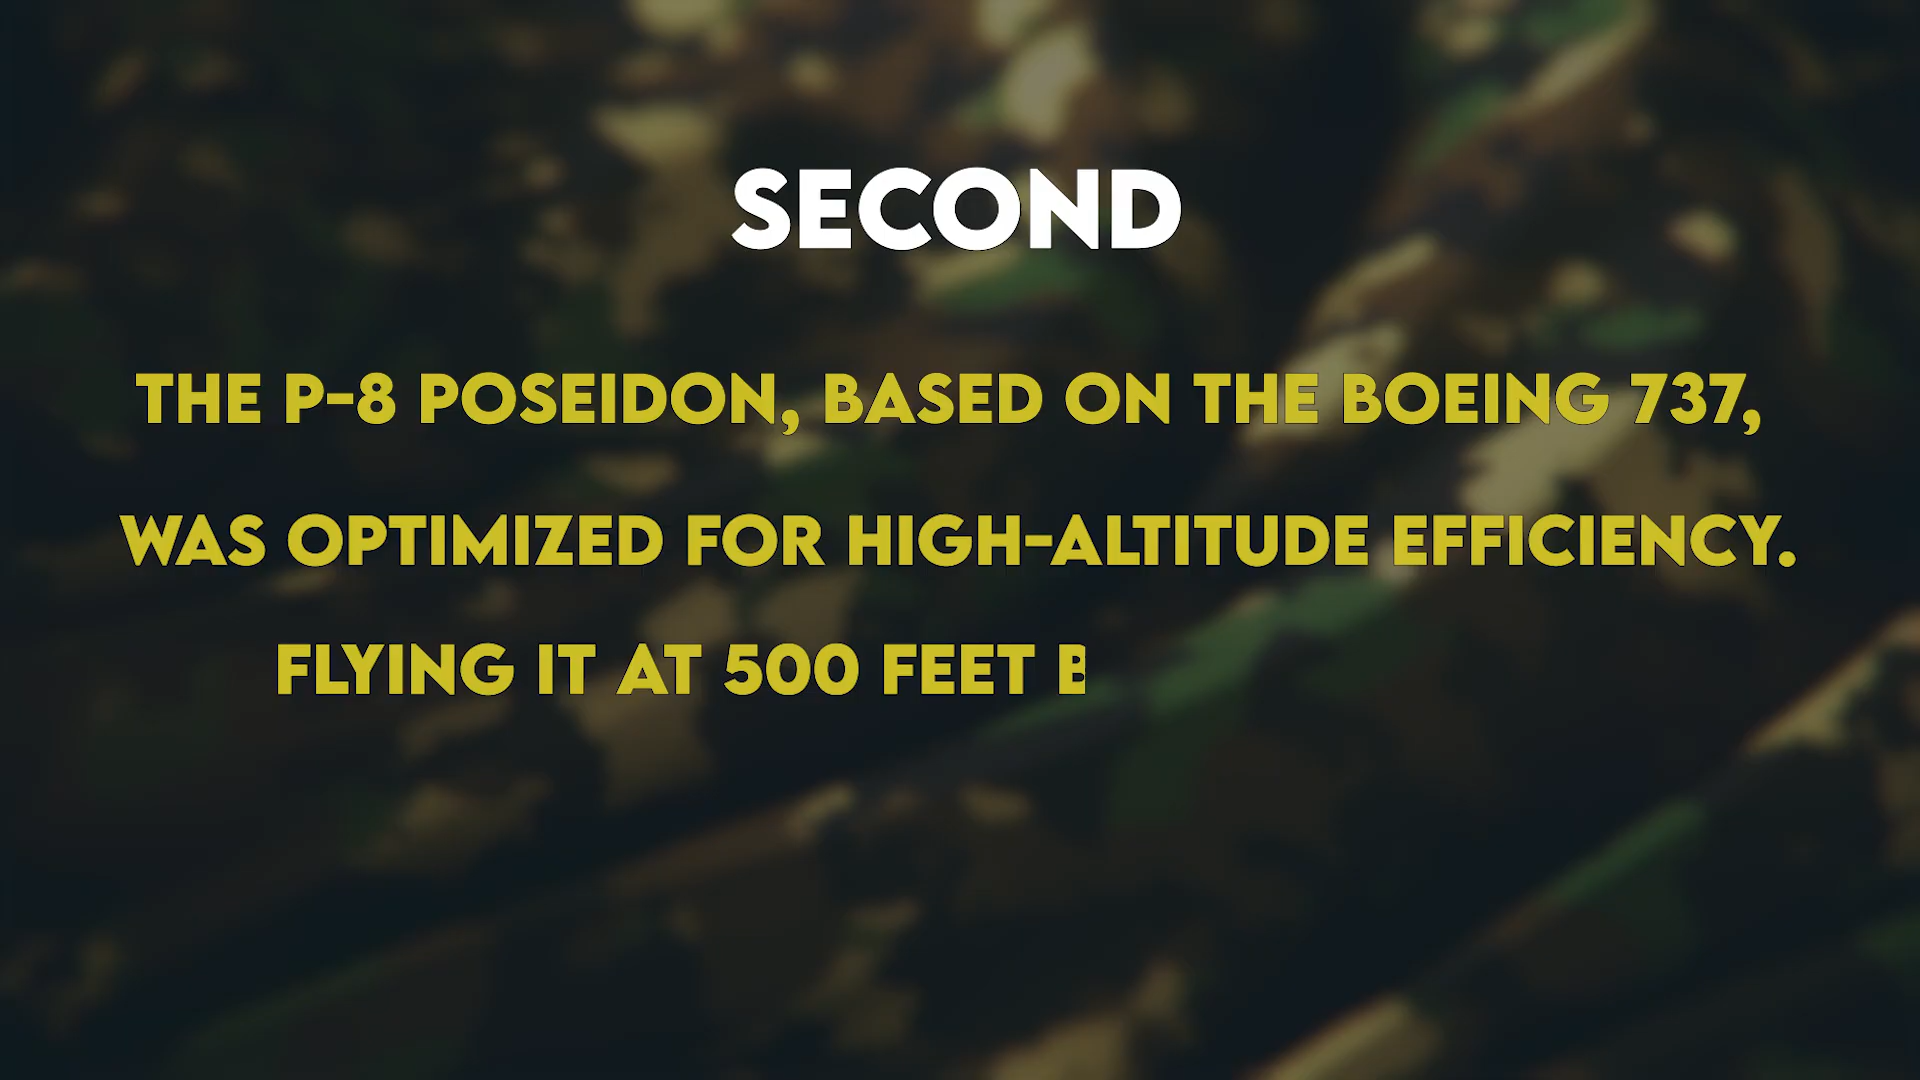 SECOND
THE P-8 POSEIDON, BASED ON THE BOEING 737,
WAS OPTIMIZED FOR HIGH-ALTITUDE EFFICIENCY.
FLYING IT AT 500 FEET